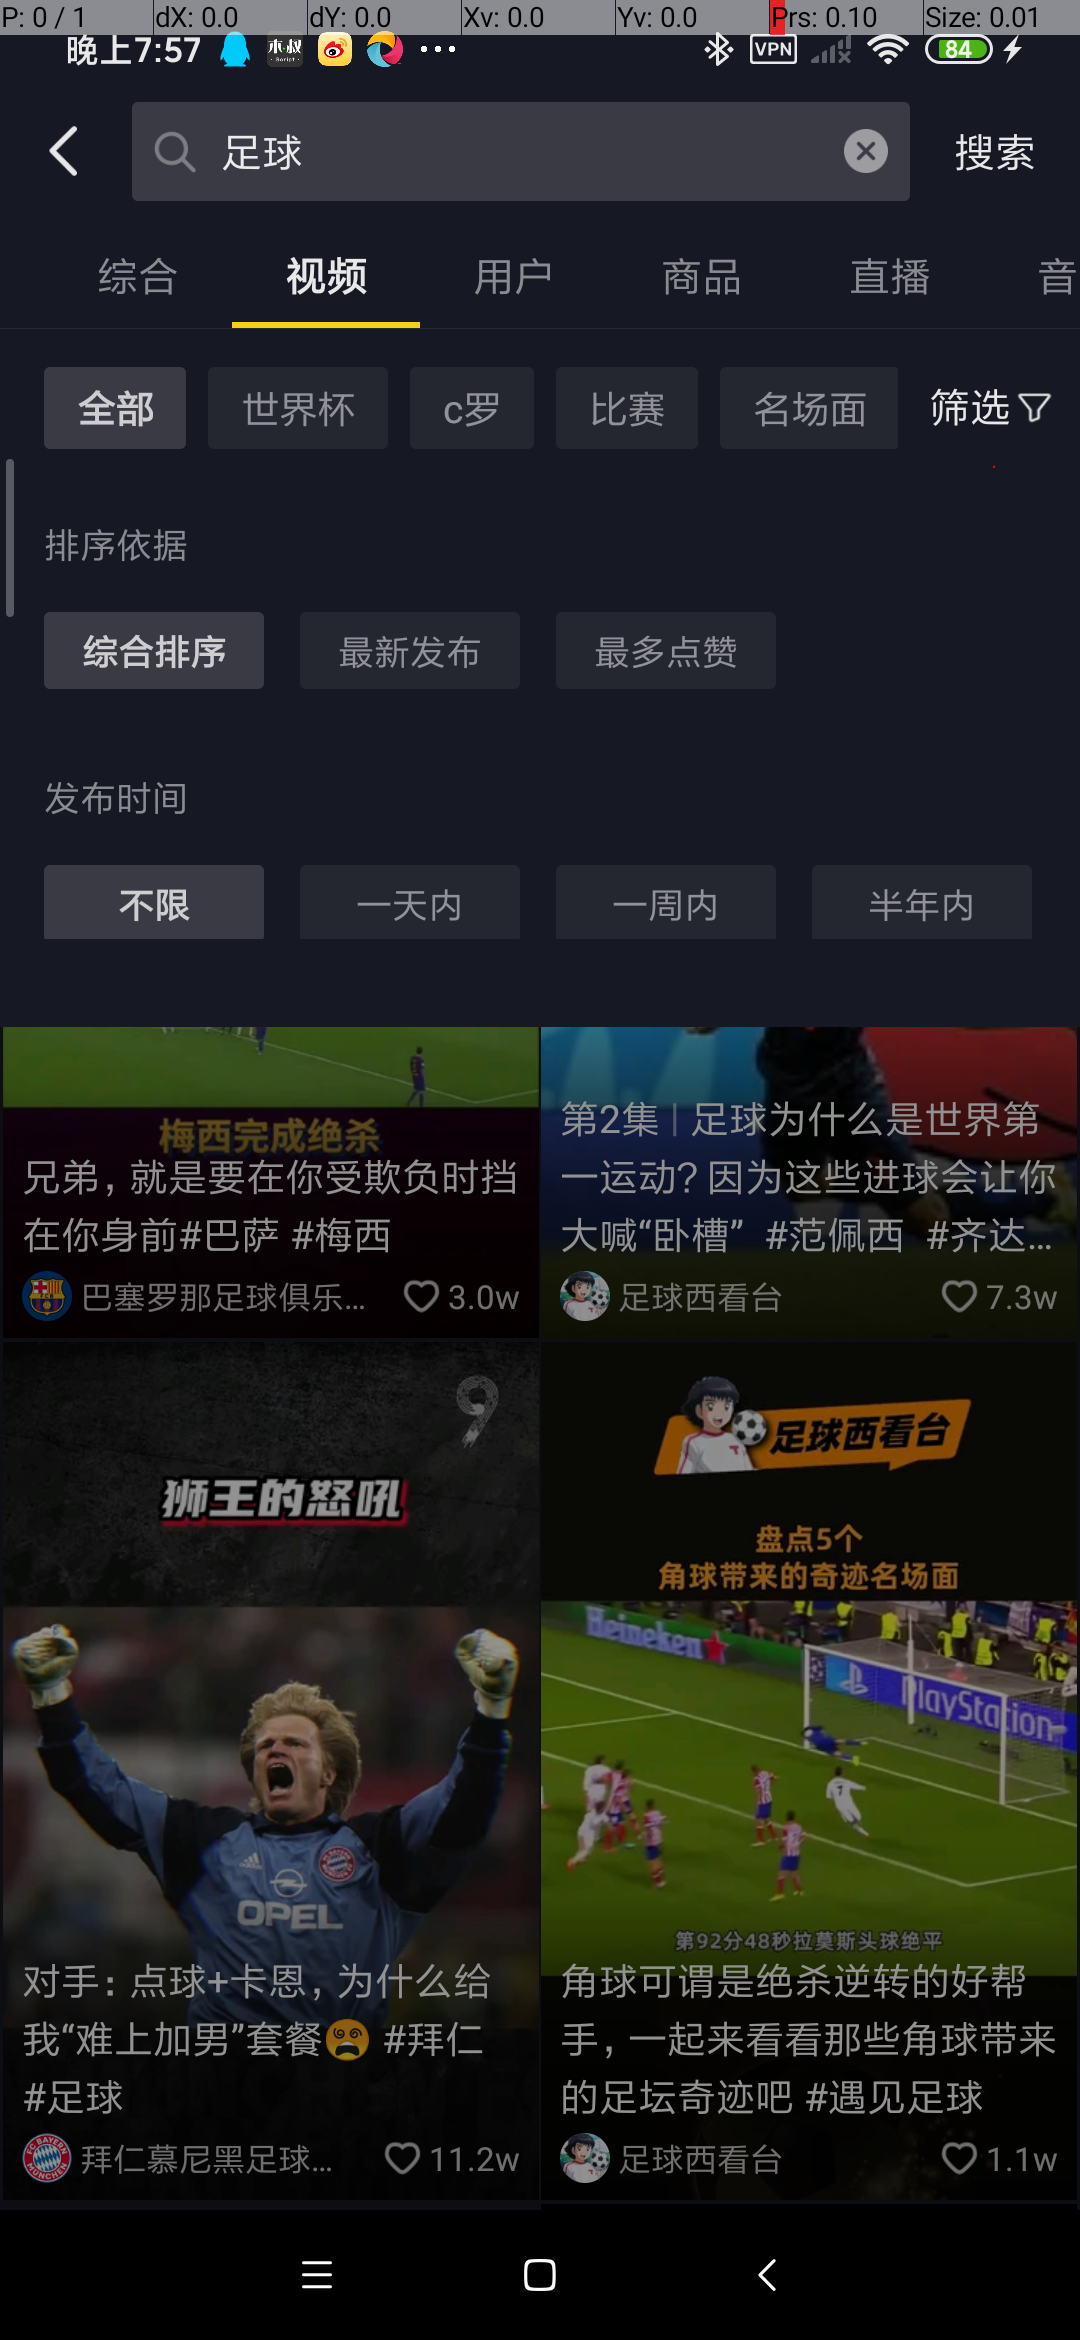 P: 0 / 1 dX: 0.0 dY: 0.0 Xv: 0.0 Yv: 0.0 Prs: 0.10 Size: 0.01
晚上7:57 木叔 Script VPN 84
足球 搜索
综合 视频 用户 商品 直播 音
全部 世界杯 c罗 比赛 名场面 筛选
排序依据
综合排序 最新发布 最多点赞
发布时间
不限 一天内 一周内 半年内
梅西完成绝杀
兄弟，就是要在你受欺负时挡
在你身前#巴萨 #梅西
巴塞罗那足球俱乐... 3.0w
第2集 | 足球为什么是世界第
一运动？因为这些进球会让你
大喊“卧槽” #范佩西 #齐达...
足球西看台 7.3w
9
狮王的怒吼
OPEL
对手：点球+卡恩，为什么给
我“难上加男”套餐😵 #拜仁
#足球
拜仁慕尼黑足球... 11.2w
足球西看台
盘点5个
角球带来的奇迹名场面
Heineken
PlayStation
第92分48秒拉莫斯头球绝平
角球可谓是绝杀逆转的好帮
手，一起来看看那些角球带来
的足坛奇迹吧 #遇见足球
足球西看台 1.1w